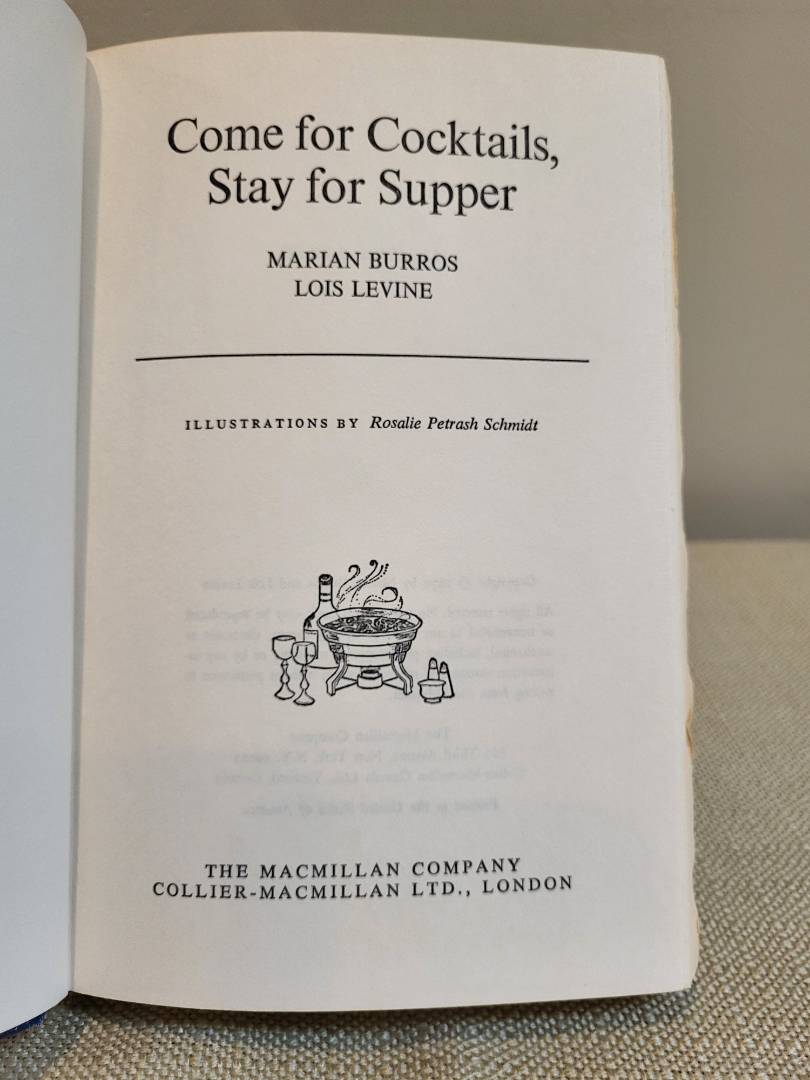 Come for Cocktails,
Stay for Supper
MARIAN BURROS
LOIS LEVINE
ILLUSTRATIONS BY Rosalie Petrash Schmidt
THE MACMILLAN COMPANY
COLLIER-MACMILLAN LTD., LONDON